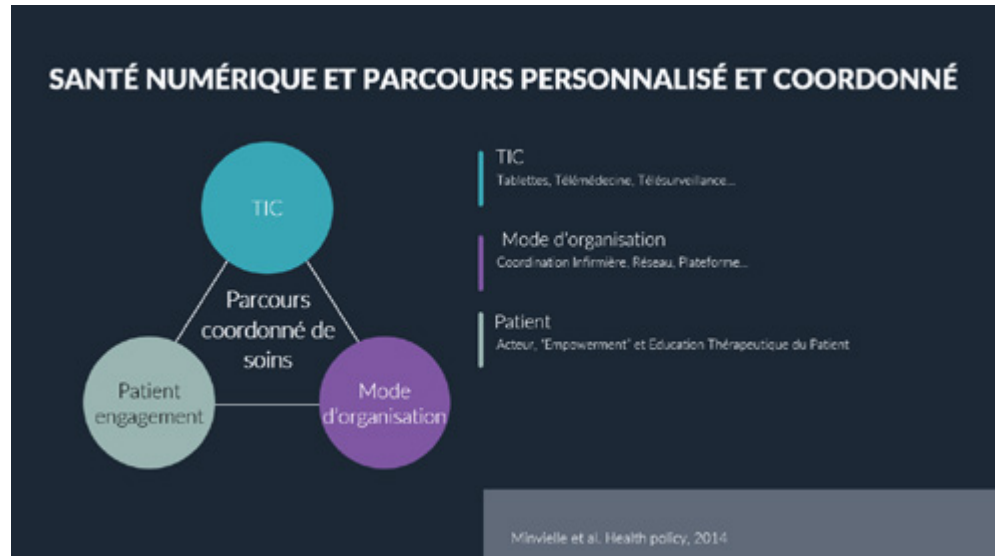 SANTÉ NUMÉRIQUE ET PARCOURS PERSONNALISÉ ET COORDONNÉ
TIC
Parcours
coordonné de
soins
Patient
engagement
Mode
d'organisation
TIC
Tablettes, Télémédecine, Télésurveillance...
Mode d'organisation
Coordination Infirmière, Réseau, Plateforme...
Patient
Acteur, "Empowerment" et Education Thérapeutique du Patient
Minvielle et al. Health policy, 2014